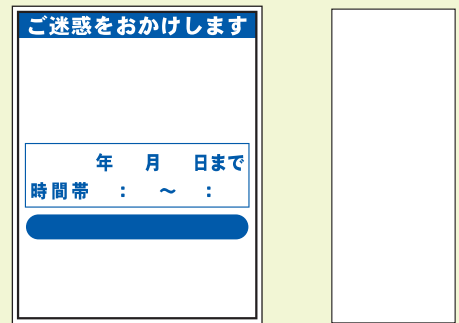 ご迷惑をおかけします
年 月 日まで
時間帯 : ～ :